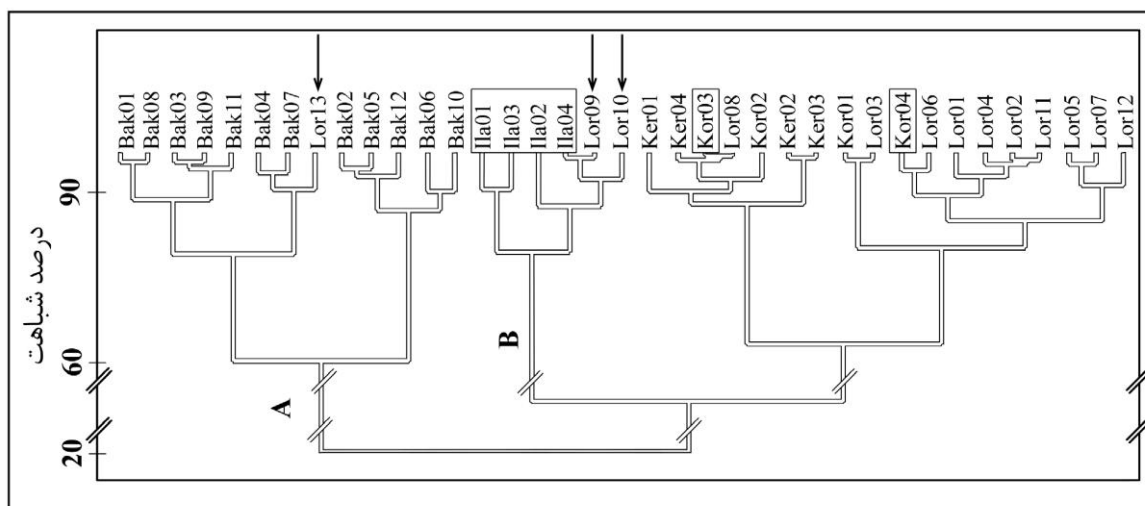 Bak01
Bak08
Bak03
Bak09
Bak11
Bak04
Bak07
Lor13
Bak02
Bak05
Bak12
Bak06
Bak10
Ila01
Ila03
Ila02
Ila04
Lor09
Lor10
Ker01
Ker04
Kor03
Lor08
Kor02
Ker02
Ker03
Kor01
Lor03
Kor04
Lor06
Lor01
Lor04
Lor02
Lor11
Lor05
Lor07
Lor12
درصد شباهت
90
60
20
A
B